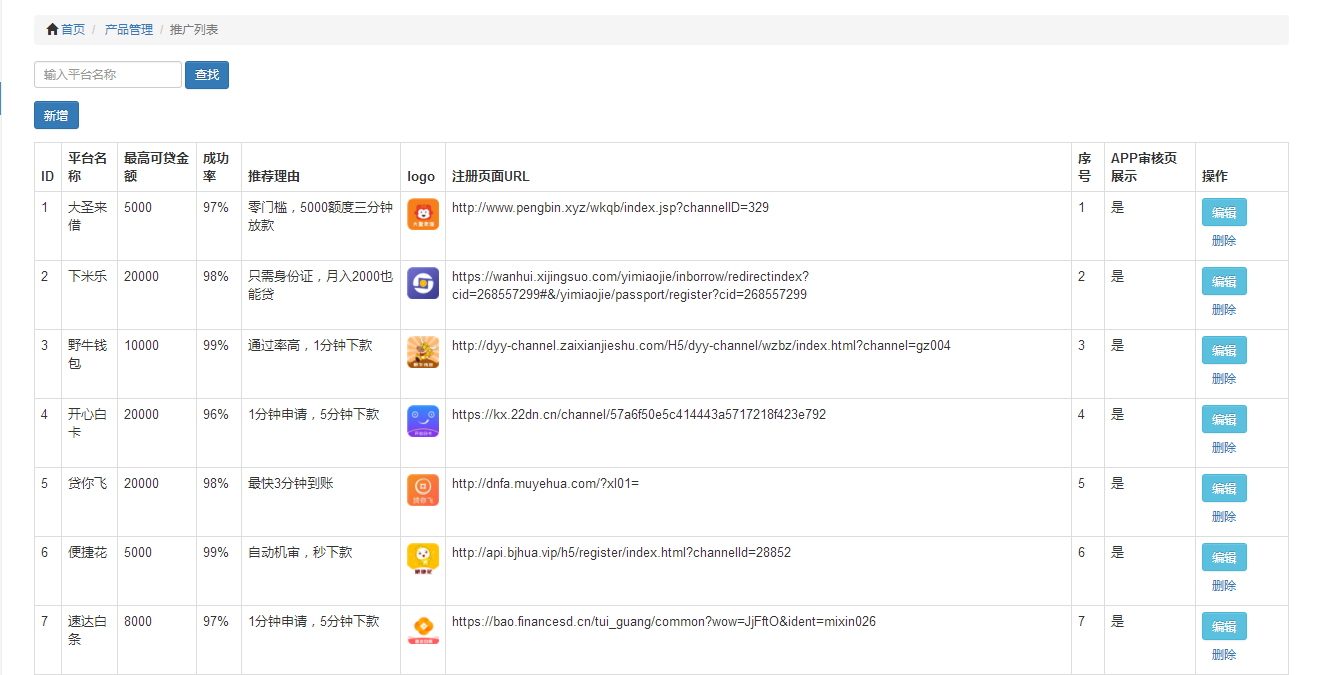 首页 / 产品管理 / 推广列表
输入平台名称 查找
新增
ID 平台名称 最高可贷金额 成功率 推荐理由 logo 注册页面URL 序号 APP审核页展示 操作
1 大圣来借 5000 97% 零门槛，5000额度三分钟放款 http://www.pengbin.xyz/wkqb/index.jsp?channelID=329 1 是 编辑
删除
2 下米乐 20000 98% 只需身份证，月入2000也能贷 https://wanhui.xijingsuo.com/yimiaojie/inborrow/redirectindex?cid=268557299#&/yimiaojie/passport/register?cid=268557299 2 是 编辑
删除
3 野牛钱包 10000 99% 通过率高，1分钟下款 http://dyy-channel.zaixianjieshu.com/H5/dyy-channel/wzbz/index.html?channel=gz004 3 是 编辑
删除
4 开心白卡 20000 96% 1分钟申请，5分钟下款 https://kx.22dn.cn/channel/57a6f50e5c414443a5717218f423e792 4 是 编辑
删除
5 贷你飞 20000 98% 最快3分钟到账 贷你飞 http://dnfa.muyehua.com/?xl01= 5 是 编辑
删除
6 便捷花 5000 99% 自动机审，秒下款 http://api.bjhua.vip/h5/register/index.html?channelId=28852 6 是 编辑
删除
7 速达白条 8000 97% 1分钟申请，5分钟下款 https://bao.financesd.cn/tui_guang/common?wow=JjFftO&ident=mixin026 7 是 编辑
删除